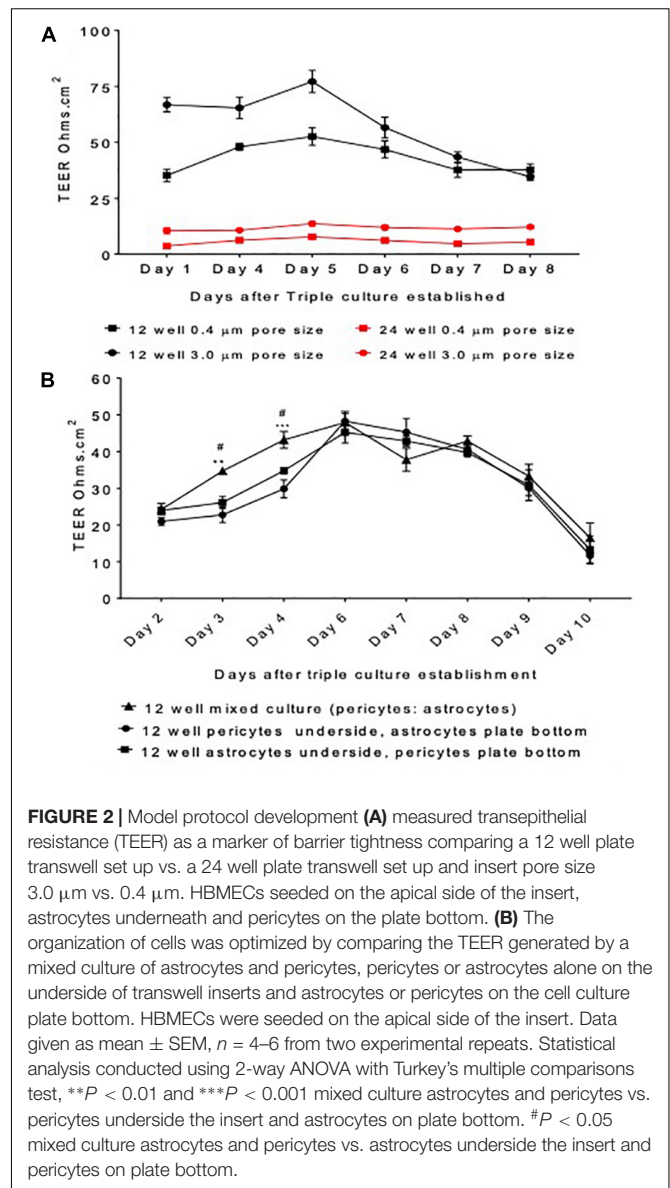 A
100
75
50
25
0
TEER Ohms.cm²
Day 1 Day 4 Day 5 Day 6 Day 7 Day 8
Days after Triple culture established
12 well 0.4 μm pore size 24 well 0.4 μm pore size
12 well 3.0 μm pore size 24 well 3.0 μm pore size
B
60
50
40
30
20
10
0
TEER Ohms.cm²
# #
** ***
Day 2 Day 3 Day 4 Day 6 Day 7 Day 8 Day 9 Day 10
Days after triple culture establishment
12 well mixed culture (pericytes: astrocytes)
12 well pericytes underside, astrocytes plate bottom
12 well astrocytes underside, pericytes plate bottom
FIGURE 2 | Model protocol development (A) measured transepithelial
resistance (TEER) as a marker of barrier tightness comparing a 12 well plate
transwell set up vs. a 24 well plate transwell set up and insert pore size
3.0 μm vs. 0.4 μm. HBMECs seeded on the apical side of the insert,
astrocytes underneath and pericytes on the plate bottom. (B) The
organization of cells was optimized by comparing the TEER generated by a
mixed culture of astrocytes and pericytes, pericytes or astrocytes alone on the
underside of transwell inserts and astrocytes or pericytes on the cell culture
plate bottom. HBMECs were seeded on the apical side of the insert. Data
given as mean ± SEM, n = 4–6 from two experimental repeats. Statistical
analysis conducted using 2-way ANOVA with Turkey's multiple comparisons
test, **P < 0.01 and ***P < 0.001 mixed culture astrocytes and pericytes vs.
pericytes underside the insert and astrocytes on plate bottom. #P < 0.05
mixed culture astrocytes and pericytes vs. astrocytes underside the insert and
pericytes on plate bottom.